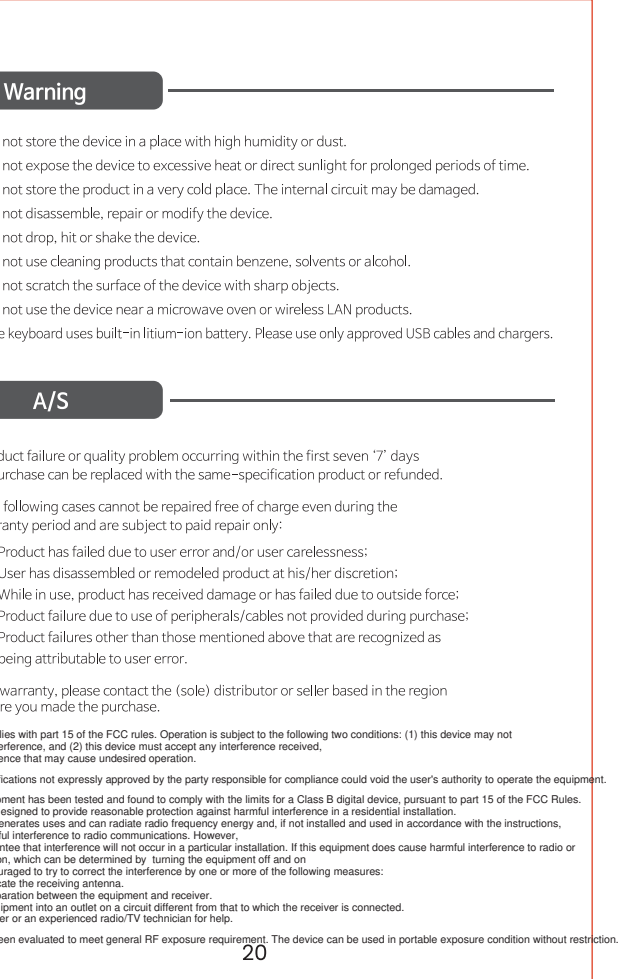 Warning
not store the device in a place with high humidity or dust.
not expose the device to excessive heat or direct sunlight for prolonged periods of time.
not store the product in a very cold place. The internal circuit may be damaged.
not disassemble, repair or modify the device.
not drop, hit or shake the device.
not use cleaning products that contain benzene, solvents or alcohol.
not scratch the surface of the device with sharp objects.
not use the device near a microwave oven or wireless LAN products.
e keyboard uses built-in litium-ion battery. Please use only approved USB cables and chargers.
A/S
duct failure or quality problem occurring within the first seven ‘7’ days
urchase can be replaced with the same-specification product or refunded.
following cases cannot be repaired free of charge even during the
ranty period and are subject to paid repair only:
Product has failed due to user error and/or user carelessness;
User has disassembled or remodeled product at his/her discretion;
While in use, product has received damage or has failed due to outside force;
Product failure due to use of peripherals/cables not provided during purchase;
Product failures other than those mentioned above that are recognized as
being attributable to user error.
warranty, please contact the (sole) distributor or seller based in the region
re you made the purchase.
lies with part 15 of the FCC rules. Operation is subject to the following two conditions: (1) this device may not
erference, and (2) this device must accept any interference received,
ence that may cause undesired operation.
ifications not expressly approved by the party responsible for compliance could void the user's authority to operate the equipment.
pment has been tested and found to comply with the limits for a Class B digital device, pursuant to part 15 of the FCC Rules.
designed to provide reasonable protection against harmful interference in a residential installation.
enerates uses and can radiate radio frequency energy and, if not installed and used in accordance with the instructions,
ful interference to radio communications. However,
antee that interference will not occur in a particular installation. If this equipment does cause harmful interference to radio or
on, which can be determined by turning the equipment off and on
ouraged to try to correct the interference by one or more of the following measures:
cate the receiving antenna.
paration between the equipment and receiver.
uipment into an outlet on a circuit different from that to which the receiver is connected.
er or an experienced radio/TV technician for help.
een evaluated to meet general RF exposure requirement. The device can be used in portable exposure condition without restriction.
20